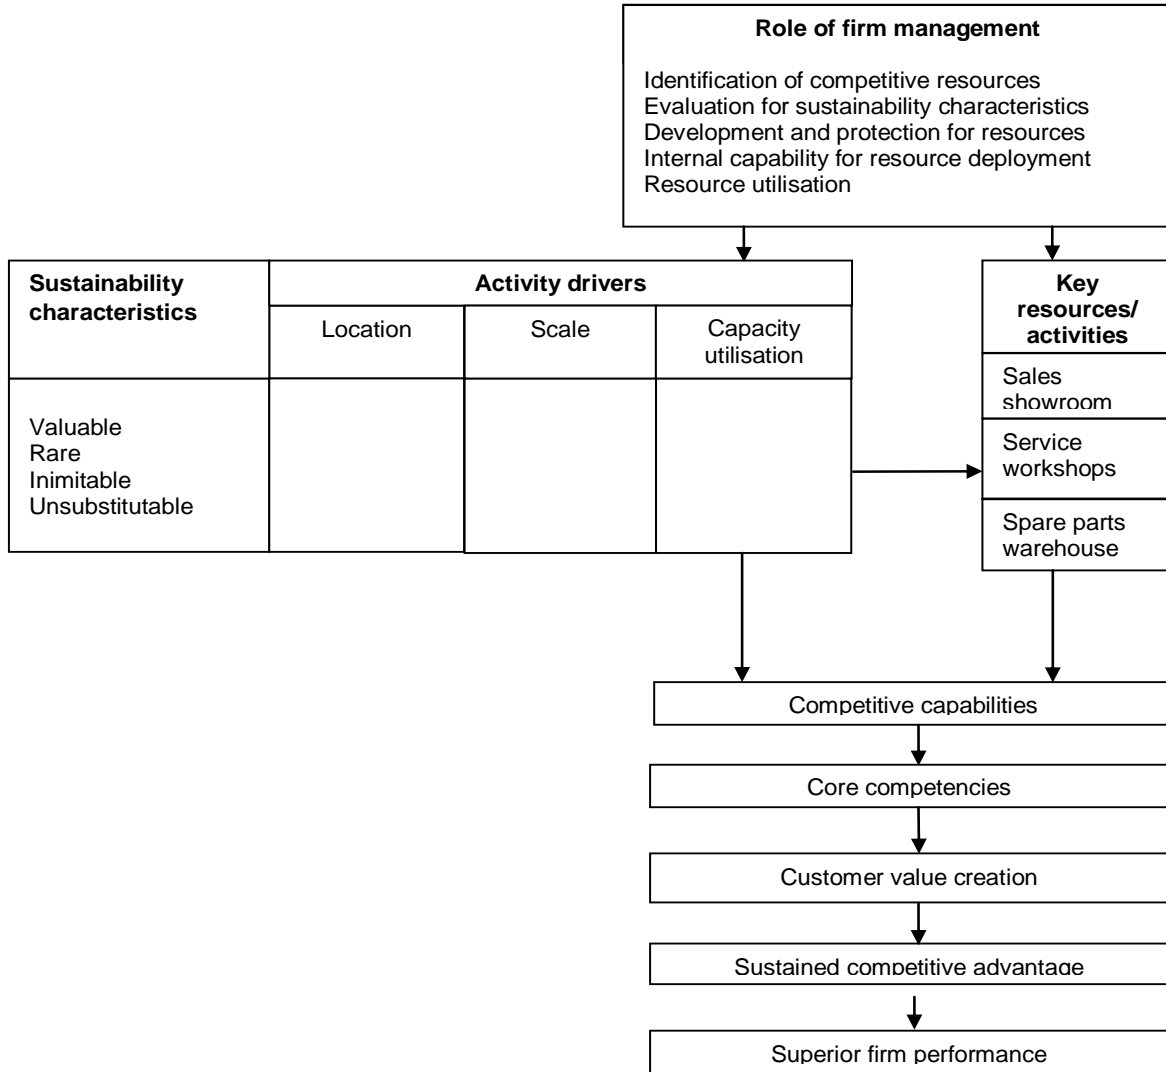 Role of firm management
Identification of competitive resources
Evaluation for sustainability characteristics
Development and protection for resources
Internal capability for resource deployment
Resource utilisation
Sustainability
characteristics
Activity drivers
Location
Scale
Capacity
utilisation
Valuable
Rare
Inimitable
Unsubstitutable
Key
resources/
activities
Sales
showroom
Service
workshops
Spare parts
warehouse
Competitive capabilities
Core competencies
Customer value creation
Sustained competitive advantage
Superior firm performance